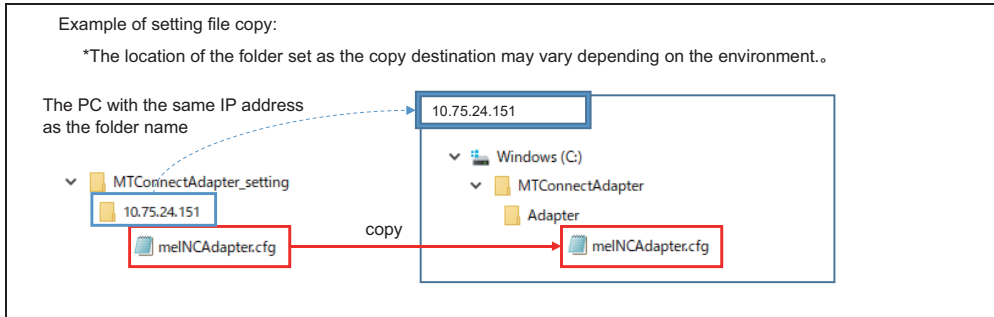 Example of setting file copy:
*The location of the folder set as the copy destination may vary depending on the environment.。
The PC with the same IP address
as the folder name
10.75.24.151
Windows (C:)
MTConnectAdapter_setting
MTConnectAdapter
10.75.24.151
Adapter
copy
melNCAdapter.cfg
melNCAdapter.cfg